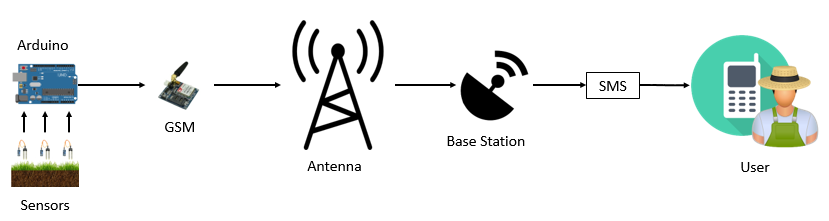 Arduino
Sensors
GSM
Antenna
Base Station
SMS
User